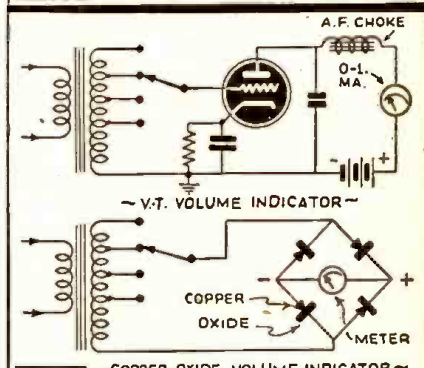 A.F. CHOKE
0-1.
MA.
-
+
~ V.T. VOLUME INDICATOR ~
-
+
COPPER
OXIDE
METER
COPPER OXIDE VOLUME INDICATOR ~